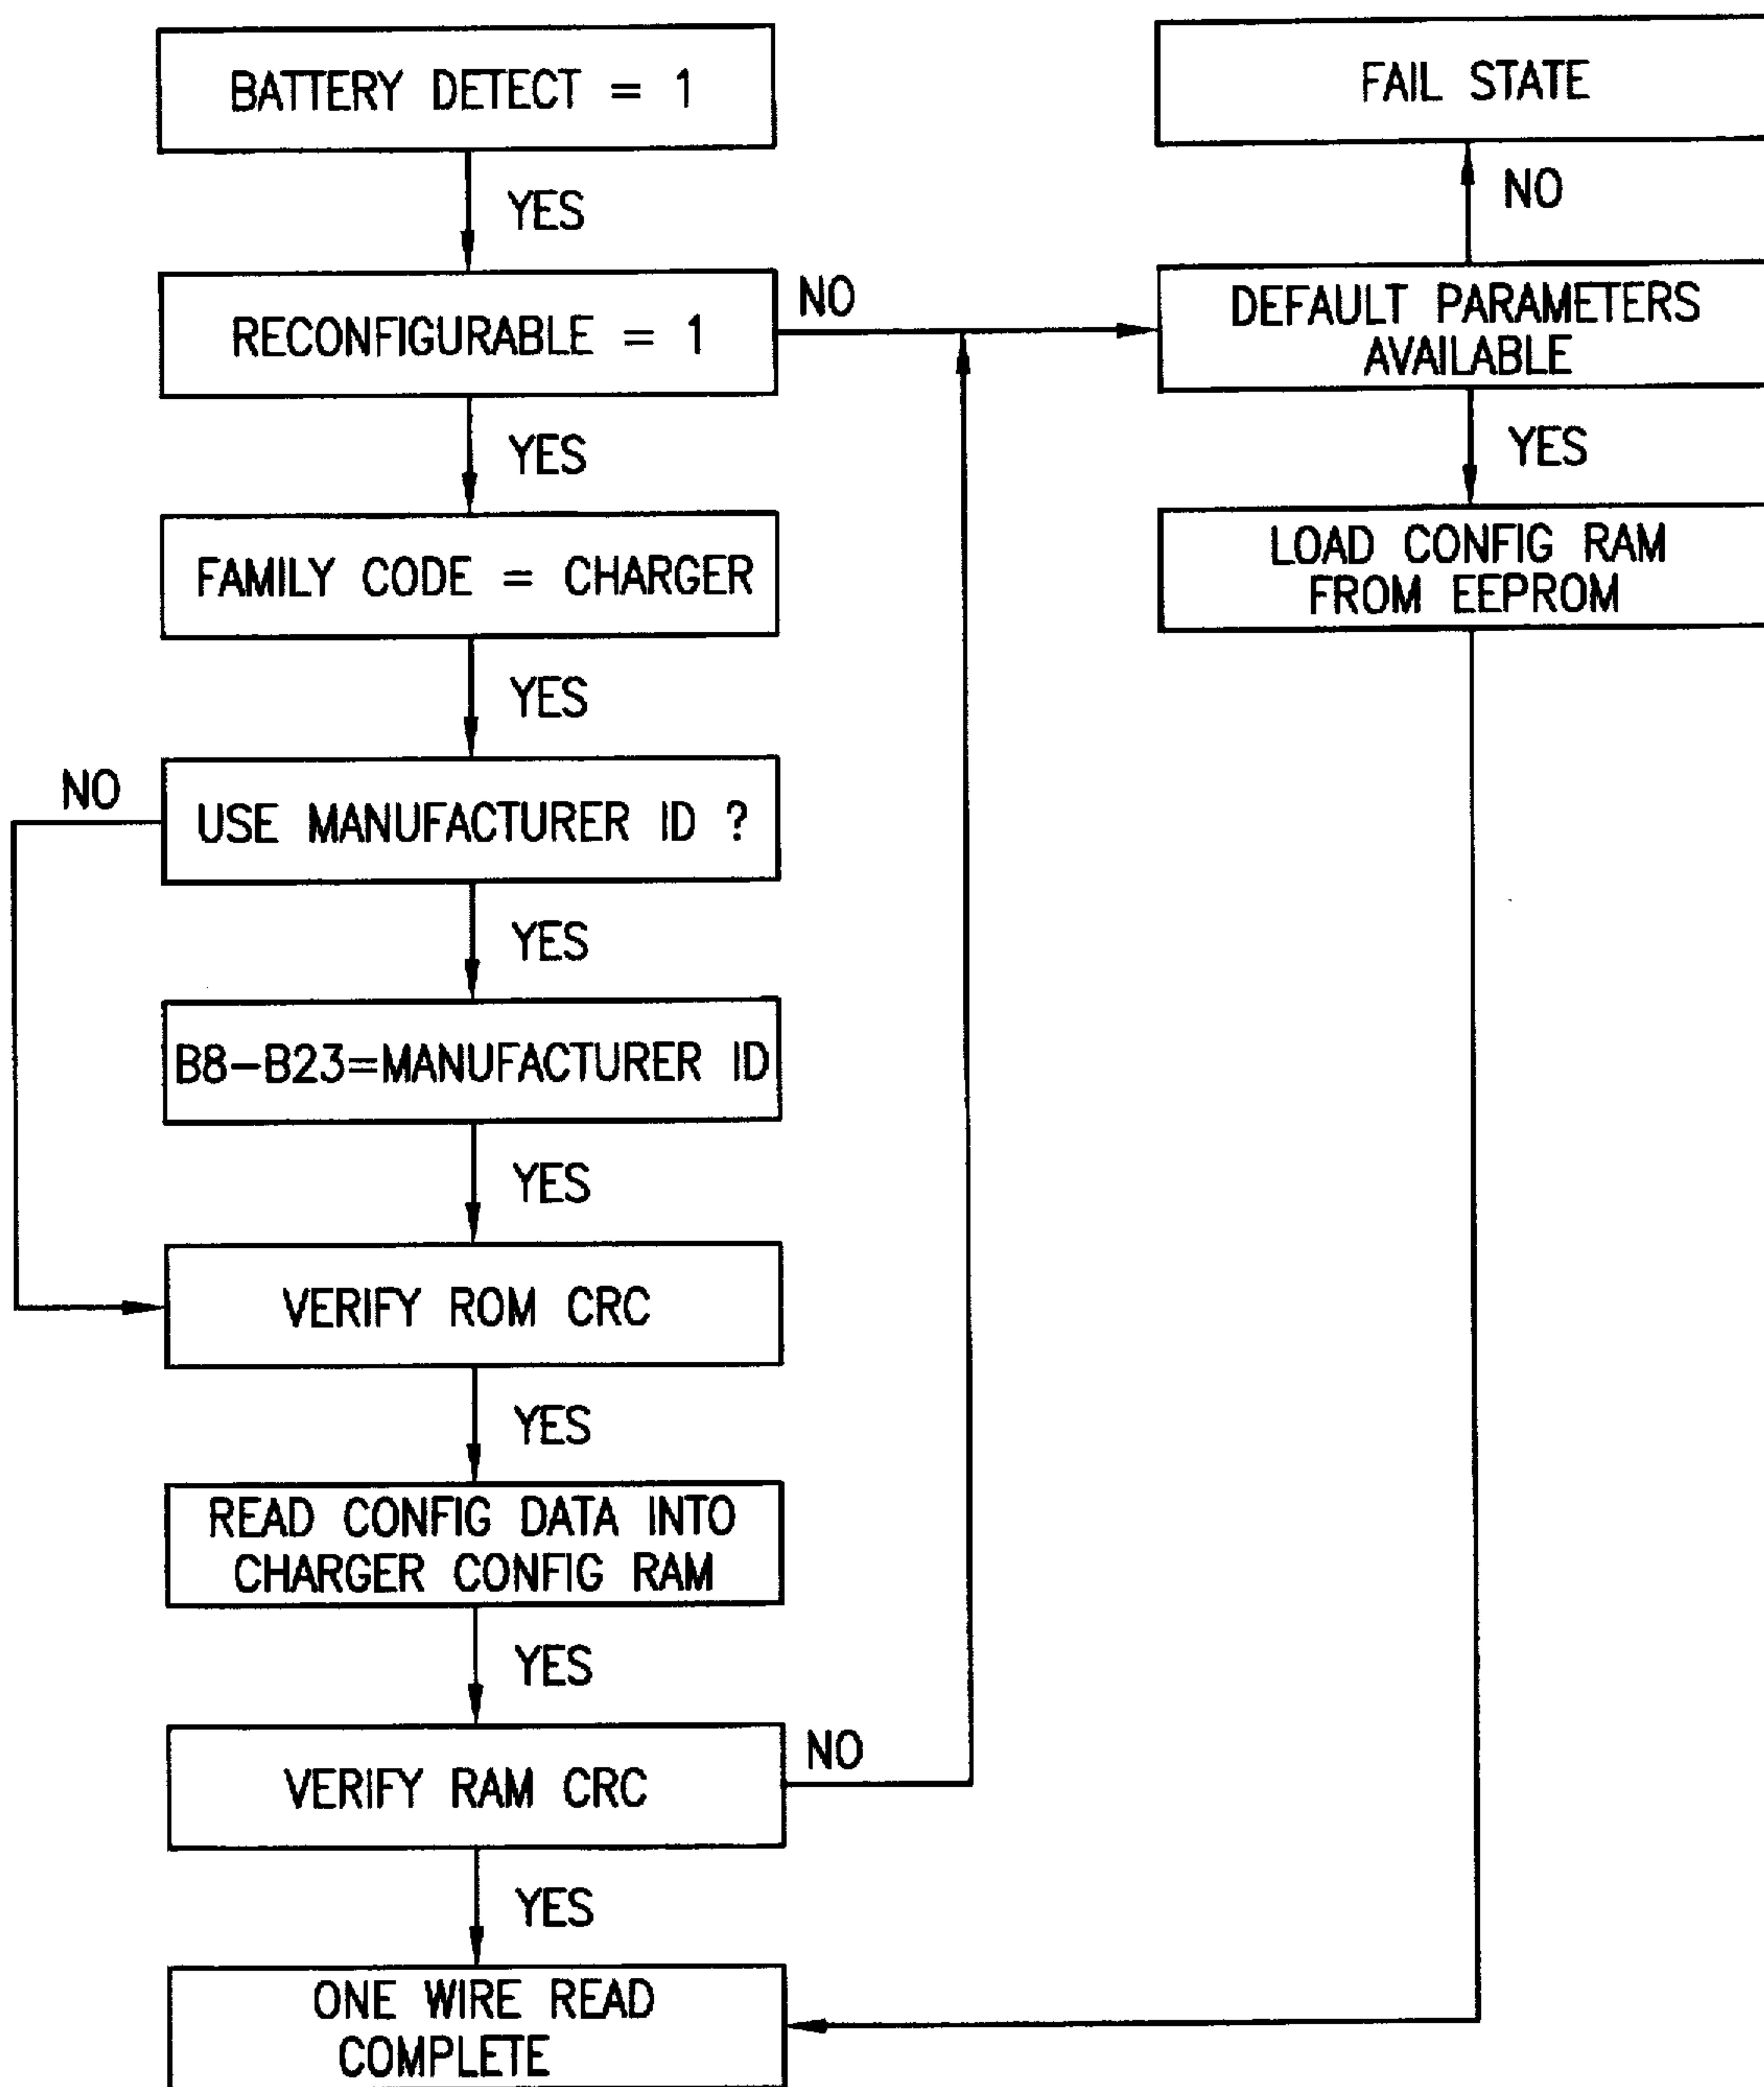 BATTERY DETECT = 1
YES
RECONFIGURABLE = 1
NO
YES
FAMILY CODE = CHARGER
YES
NO
USE MANUFACTURER ID ?
YES
B8-B23=MANUFACTURER ID
YES
VERIFY ROM CRC
YES
READ CONFIG DATA INTO
CHARGER CONFIG RAM
YES
VERIFY RAM CRC
NO
YES
ONE WIRE READ
COMPLETE
FAIL STATE
NO
DEFAULT PARAMETERS
AVAILABLE
YES
LOAD CONFIG RAM
FROM EEPROM